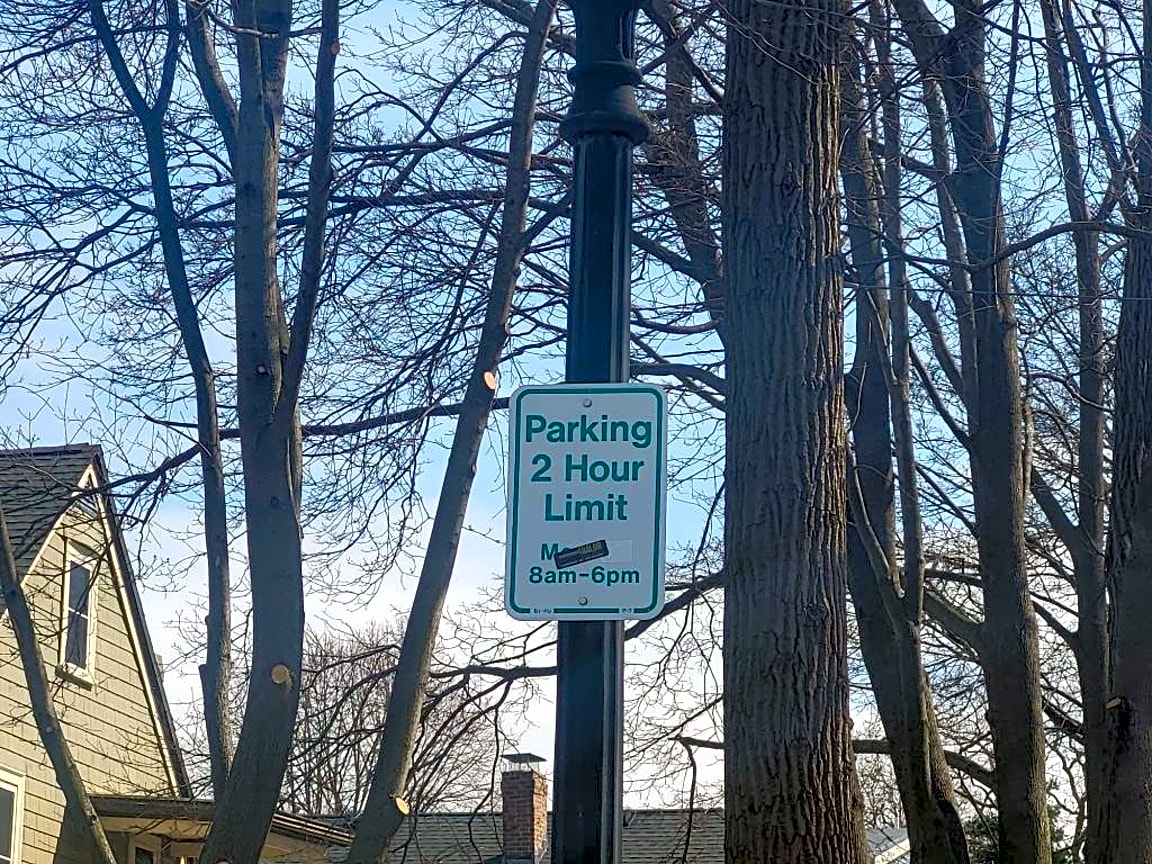 Parking
2 Hour
Limit
8am-6pm